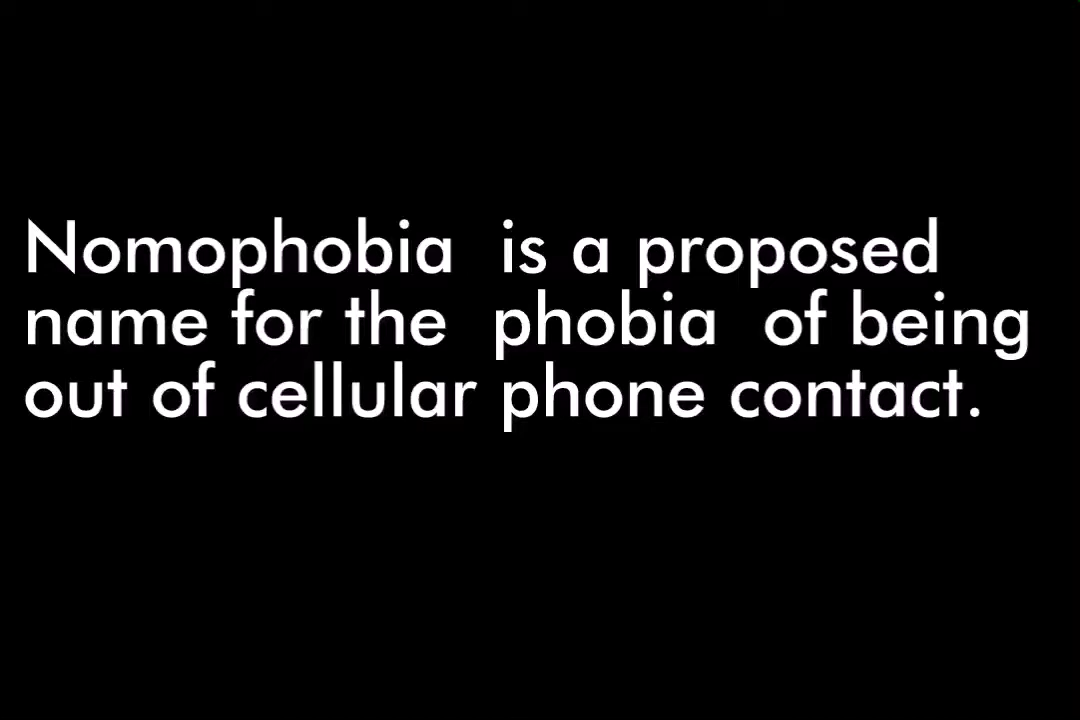 Nomophobia  is a proposed
name for the  phobia  of being
out of cellular phone contact.